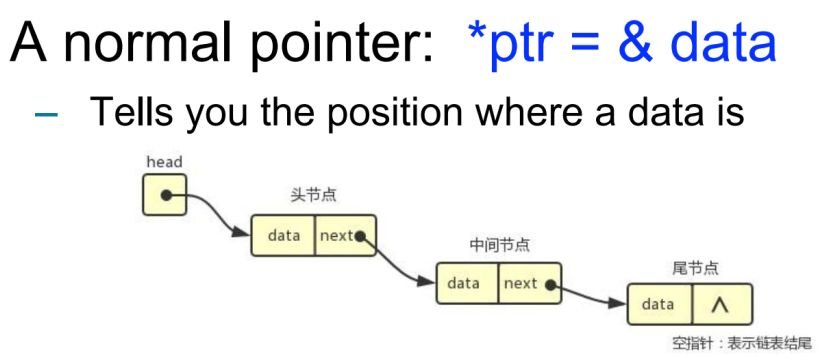 A normal pointer: *ptr = & data
– Tells you the position where a data is
head
头节点
data next
中间节点
data next
尾节点
data ∧
空指针：表示链表结尾